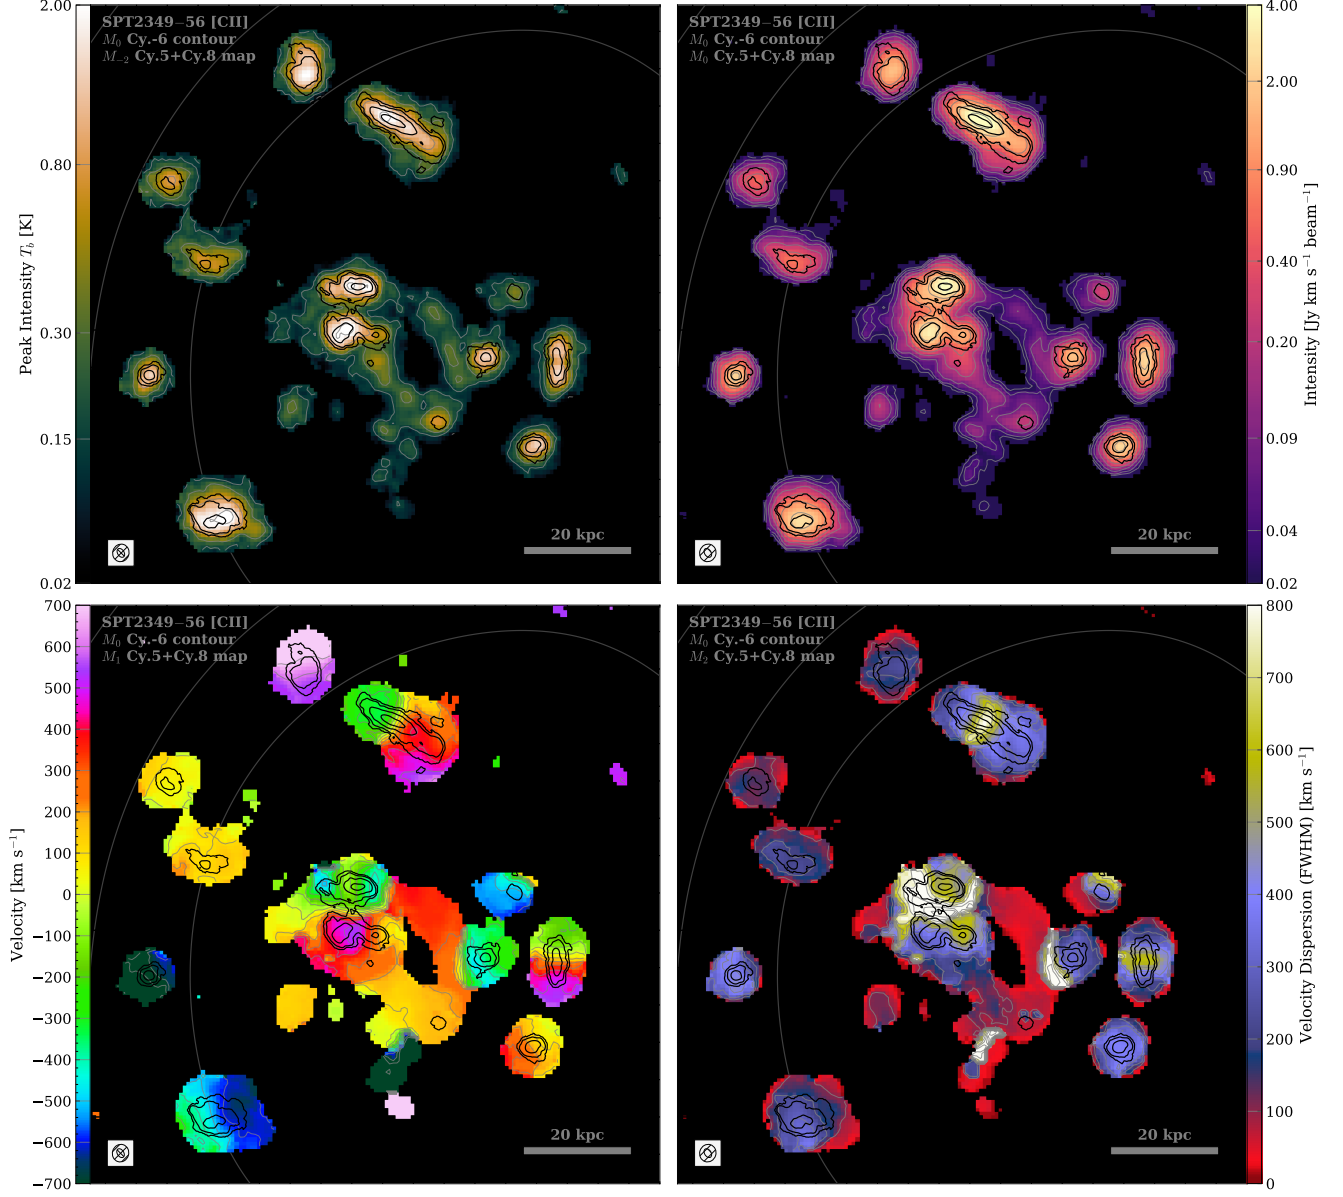 SPT2349−56 [CII]
M₀ Cy.-6 contour
M₋₂ Cy.5+Cy.8 map
20 kpc
Peak Intensity T_b [K]
2.00
0.80
0.30
0.15
0.02
SPT2349−56 [CII]
M₀ Cy.-6 contour
M₀ Cy.5+Cy.8 map
20 kpc
4.00
2.00
0.90
0.40
0.20
0.09
0.04
0.02
Intensity [Jy km s⁻¹ beam⁻¹]
SPT2349−56 [CII]
M₀ Cy.-6 contour
M₁ Cy.5+Cy.8 map
20 kpc
Velocity [km s⁻¹]
700
600
500
400
300
200
100
0
−100
−200
−300
−400
−500
−600
−700
SPT2349−56 [CII]
M₀ Cy.-6 contour
M₂ Cy.5+Cy.8 map
20 kpc
800
700
600
500
400
300
200
100
0
Velocity Dispersion (FWHM) [km s⁻¹]